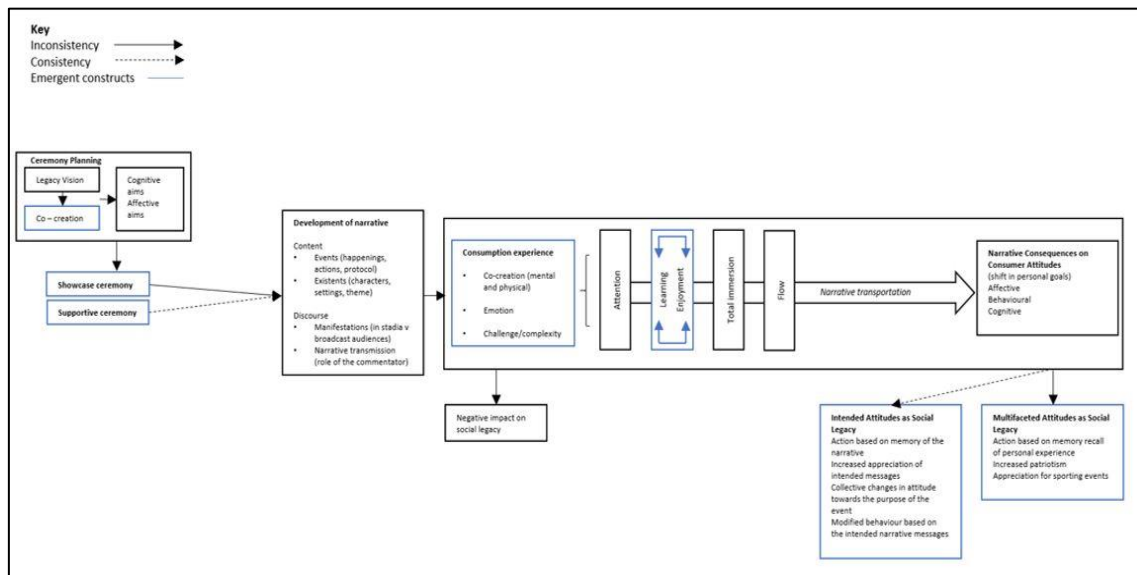 Key
Inconsistency
Consistency
Emergent constructs
Ceremony Planning
Legacy Vision
Co – creation
Cognitive
aims
Affective
aims
Showcase ceremony
Supportive ceremony
Development of narrative
Content
• Events (happenings,
actions, protocol)
• Existents (characters,
settings, theme)
Discourse
• Manifestations (in stadia v
broadcast audiences)
• Narrative transmission
(role of the commentator)
Consumption experience
• Co-creation (mental
and physical)
• Emotion
• Challenge/complexity
Attention
Learning
Enjoyment
Total immersion
Flow
Narrative transportation
Narrative Consequences on
Consumer Attitudes
(shift in personal goals)
Affective
Behavioural
Cognitive
Negative impact on
social legacy
Intended Attitudes as Social
Legacy
Action based on memory of the
narrative
Increased appreciation of
intended messages
Collective changes in attitude
towards the purpose of the
event
Modified behaviour based on
the intended narrative messages
Multifaceted Attitudes as Social
Legacy
Action based on memory recall
of personal experience
Increased patriotism
Appreciation for sporting events